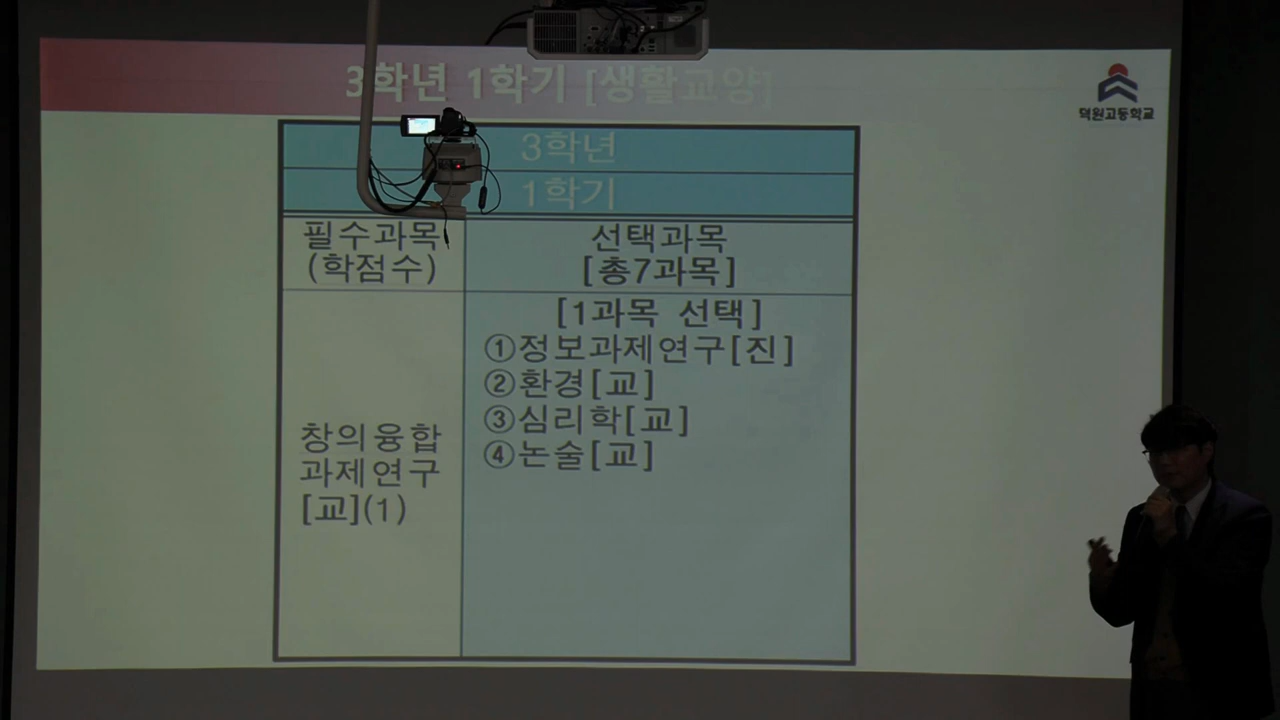 3학년 1학기 [생활교양]
덕원고등학교
3학년
1학기
필수과목
(학점수)
선택과목
[총7과목]
창의융합
과제연구
[교](1)
[1과목 선택]
①정보과제연구[진]
②환경[교]
③심리학[교]
④논술[교]